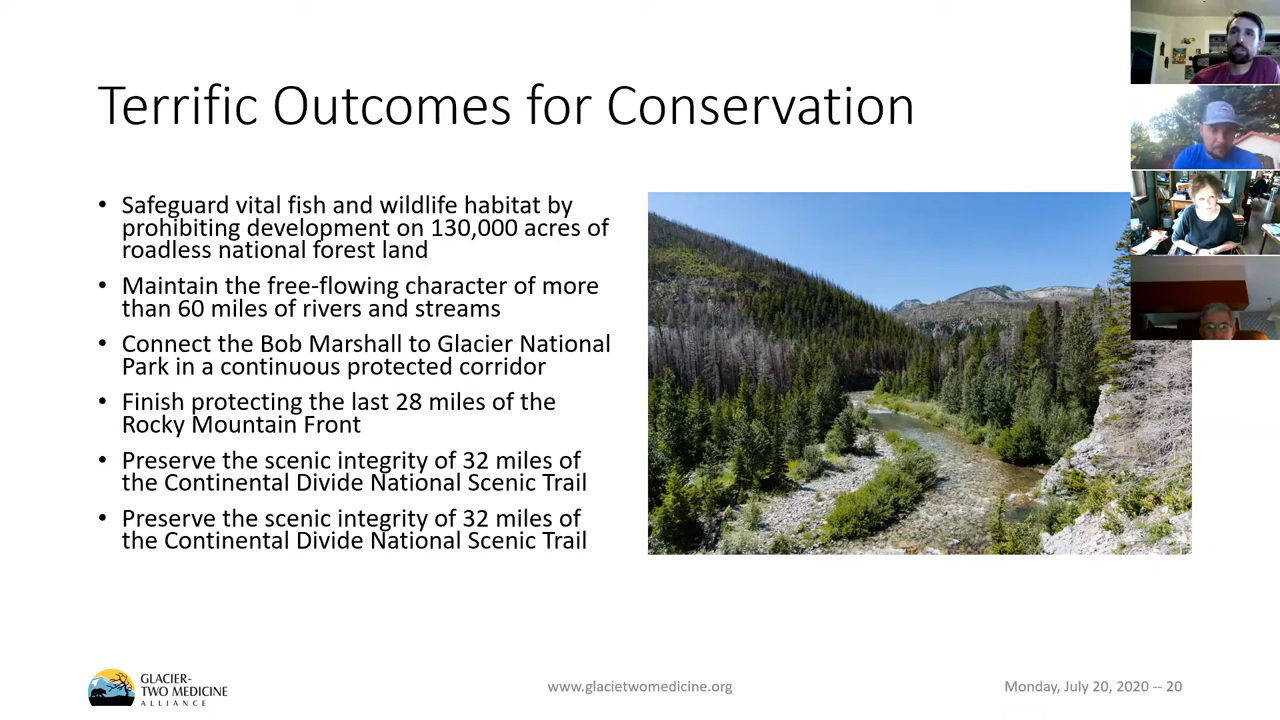 Terrific Outcomes for Conservation
• Safeguard vital fish and wildlife habitat by
prohibiting development on 130,000 acres of
roadless national forest land
• Maintain the free-flowing character of more
than 60 miles of rivers and streams
• Connect the Bob Marshall to Glacier National
Park in a continuous protected corridor
• Finish protecting the last 28 miles of the
Rocky Mountain Front
• Preserve the scenic integrity of 32 miles of
the Continental Divide National Scenic Trail
• Preserve the scenic integrity of 32 miles of
the Continental Divide National Scenic Trail
GLACIER-
TWO MEDICINE
ALLIANCE
www.glacietwomedicine.org
Monday, July 20, 2020 -- 20